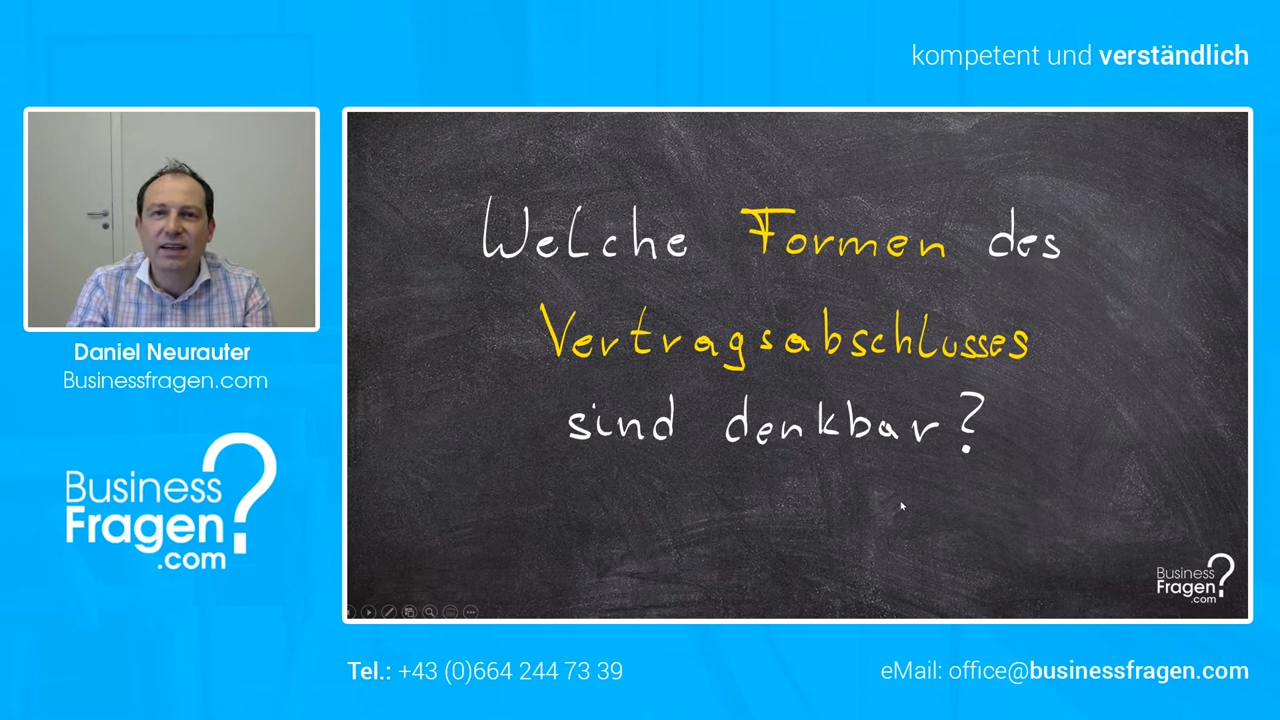 kompetent und verständlich
Daniel Neurauter
Businessfragen.com
Business
Fragen ?
.com
Welche Formen des
Vertragsabschlusses
sind denkbar?
Business
Fragen ?
.com
Tel.: +43 (0)664 244 73 39
eMail: office@businessfragen.com